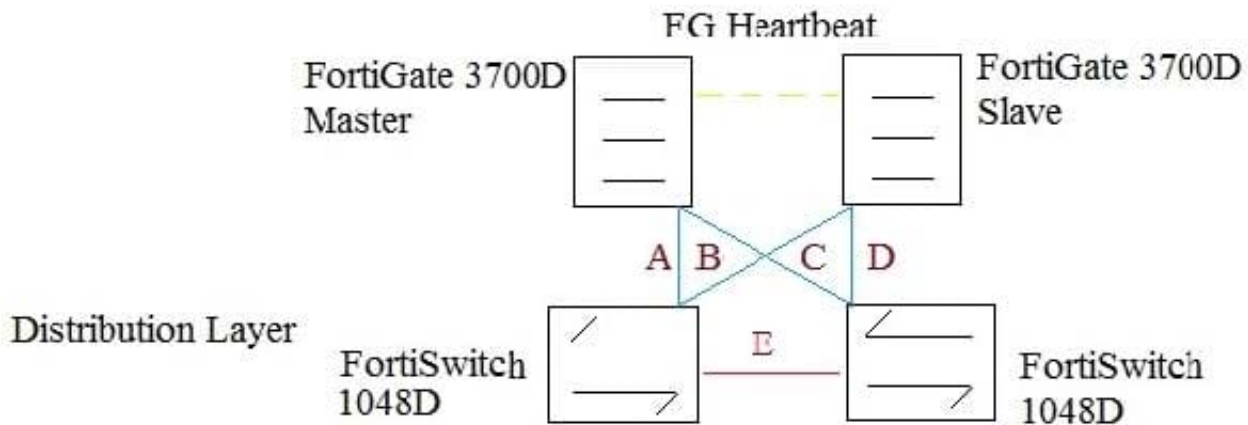 FG Heartbeat
FortiGate 3700D
Master
FortiGate 3700D
Slave
A
B
C
D
Distribution Layer
FortiSwitch
1048D
E
FortiSwitch
1048D